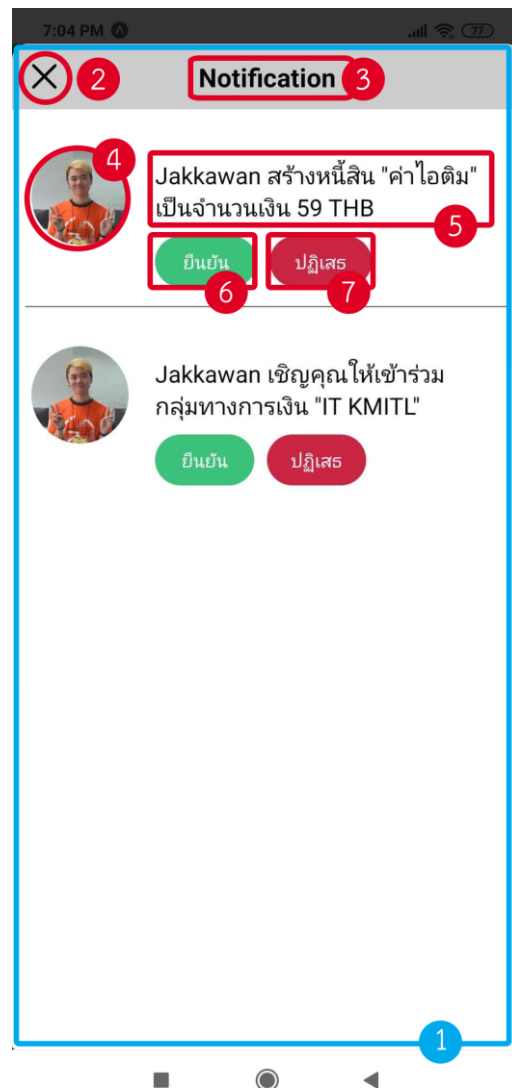 7:04 PM
77
2
Notification
3
4
Jakkawan สร้างหนี้สิน "ค่าไอติม"
เป็นจำนวนเงิน 59 THB
5
ยืนยัน
ปฏิเสธ
6
7
Jakkawan เชิญคุณให้เข้าร่วม
กลุ่มทางการเงิน "IT KMITL"
ยืนยัน
ปฏิเสธ
1